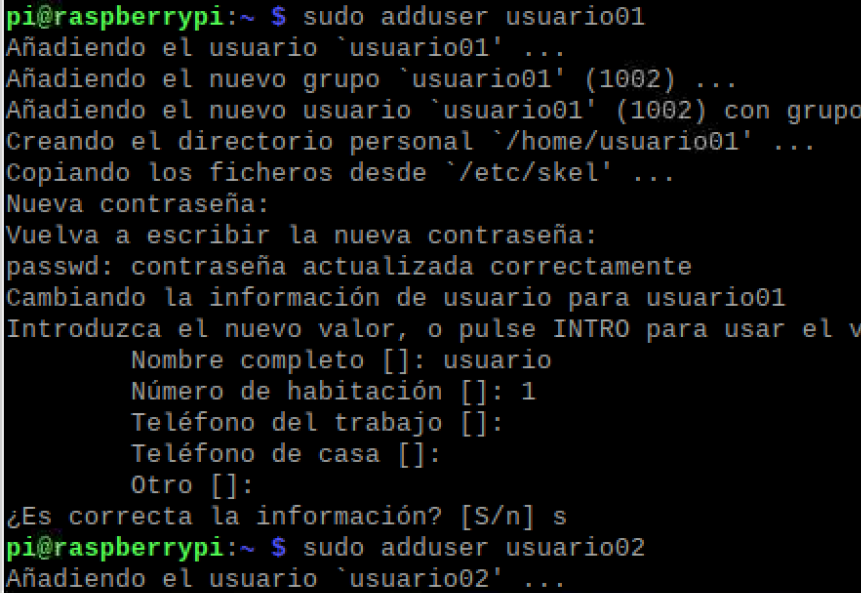 pi@raspberrypi:~ $ sudo adduser usuario01
Añadiendo el usuario `usuario01' ...
Añadiendo el nuevo grupo `usuario01' (1002) ...
Añadiendo el nuevo usuario `usuario01' (1002) con grupo
Creando el directorio personal `/home/usuario01' ...
Copiando los ficheros desde `/etc/skel' ...
Nueva contraseña:
Vuelva a escribir la nueva contraseña:
passwd: contraseña actualizada correctamente
Cambiando la información de usuario para usuario01
Introduzca el nuevo valor, o pulse INTRO para usar el v
Nombre completo []: usuario
Número de habitación []: 1
Teléfono del trabajo []:
Teléfono de casa []:
Otro []:
¿Es correcta la información? [S/n] s
pi@raspberrypi:~ $ sudo adduser usuario02
Añadiendo el usuario `usuario02' ...